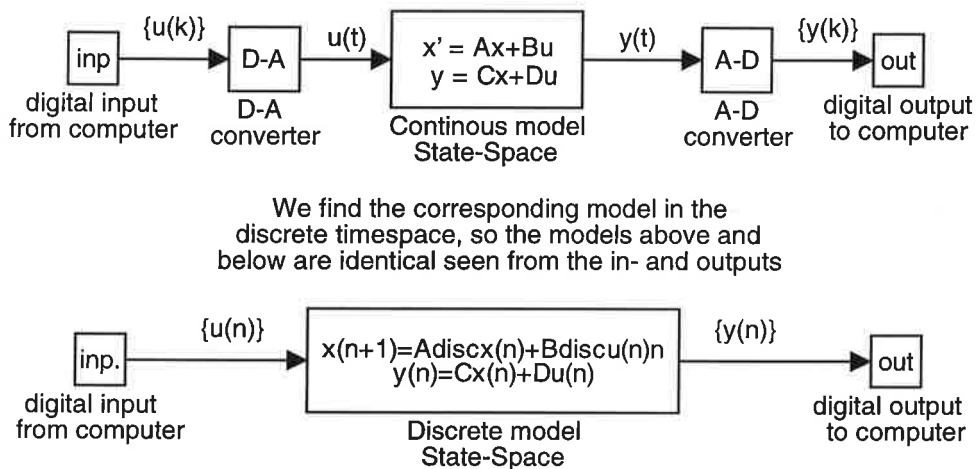 {u(k)}
u(t)
y(t)
{y(k)}
inp
D-A
x' = Ax+Bu
y = Cx+Du
A-D
out
digital input
from computer
D-A
converter
Continous model
State-Space
A-D
converter
digital output
to computer
We find the corresponding model in the
discrete timespace, so the models above and
below are identical seen from the in- and outputs
{u(n)}
{y(n)}
inp.
x(n+1)=Adiscx(n)+Bdiscu(n)n
y(n)=Cx(n)+Du(n)
out
digital input
from computer
Discrete model
State-Space
digital output
to computer